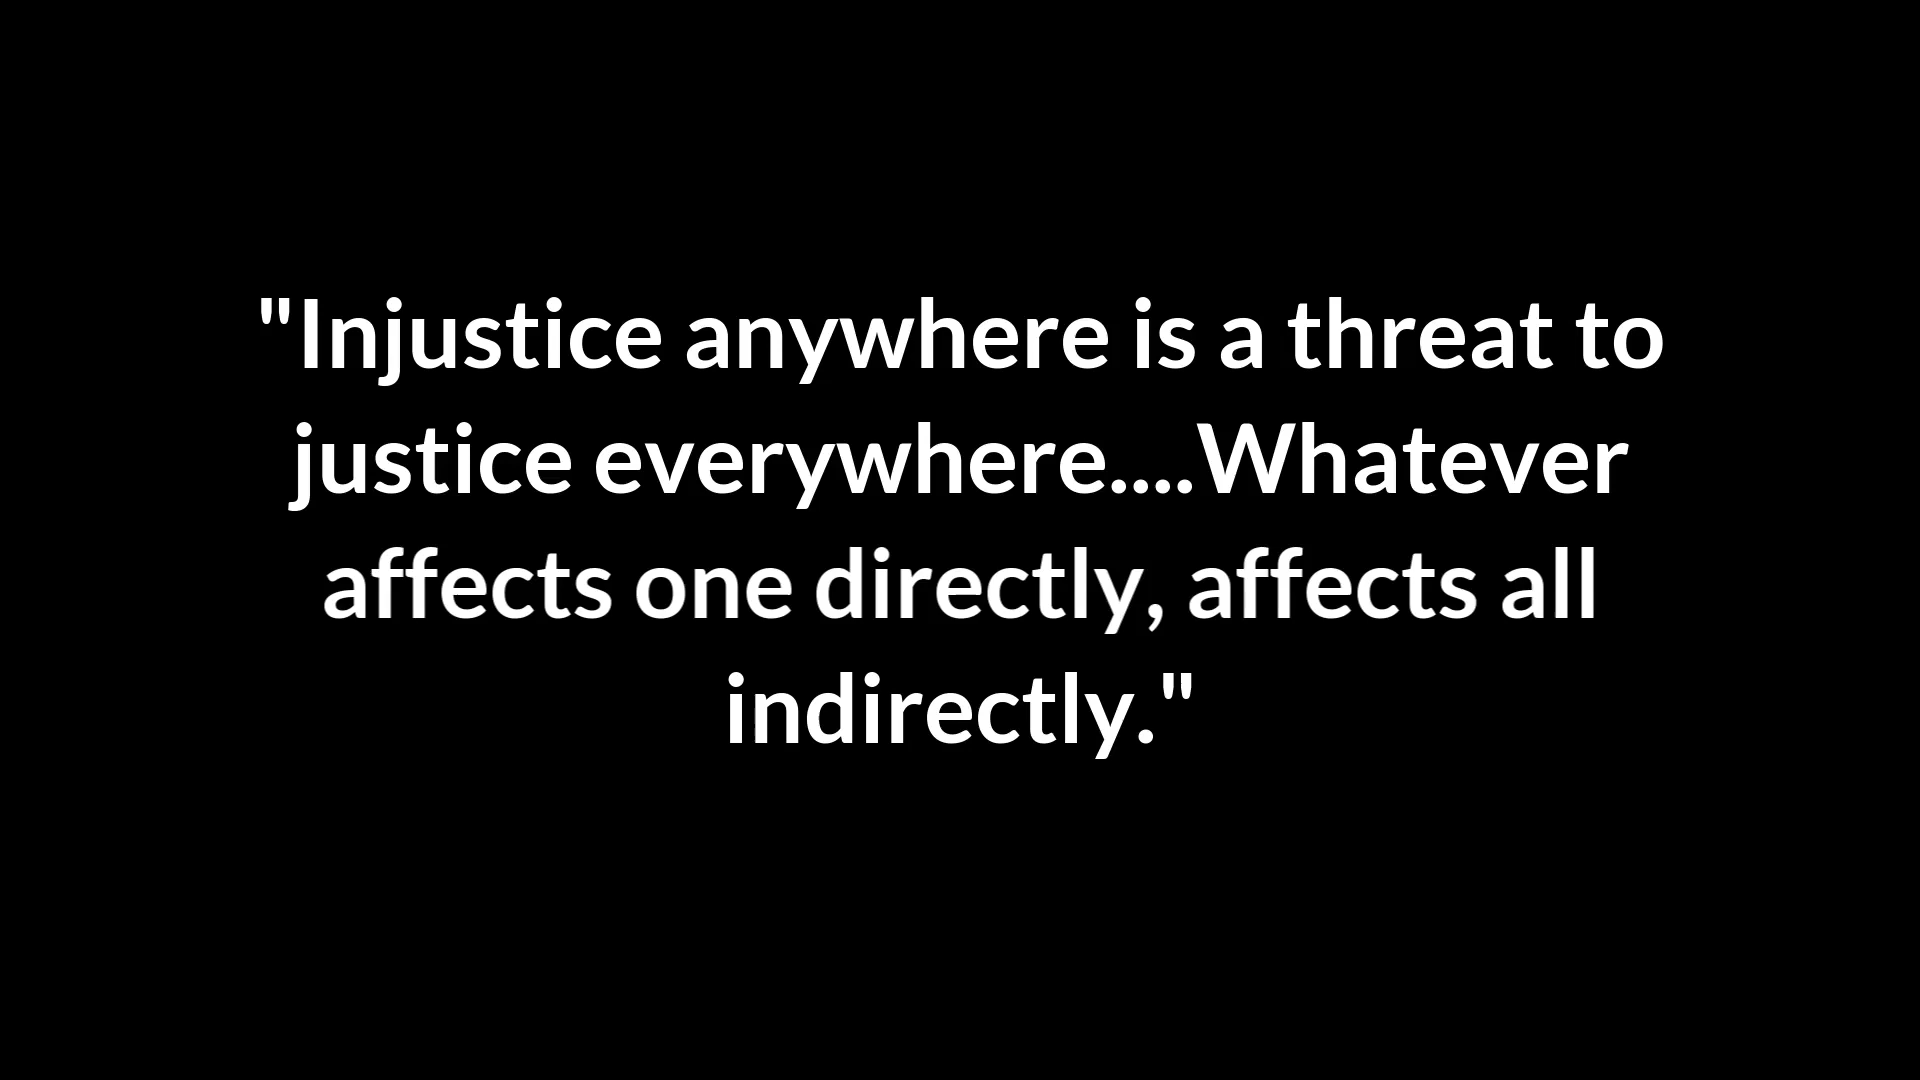 "Injustice anywhere is a threat to
justice everywhere....Whatever
affects one directly, affects all
indirectly."